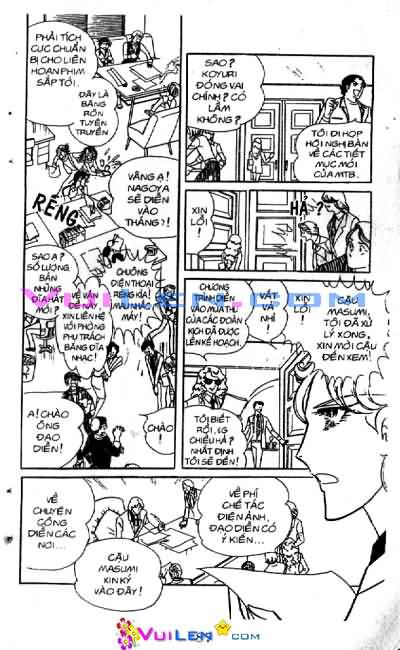 PHẢI TÍCH
CỰC CHUẨN
BỊ CHO LIÊN
HOAN PHIM
SẮP TỚI.
ĐÂY LÀ
BĂNG
RÔN
TUYÊN
TRUYỀN
VÂNG Ạ!
NAGOYA
SẼ DIỄN
VÀO
THÁNG?!
RENG
SAO Ạ?
SỐ LƯỢNG
BÁN
NHỮNG
DĨA HÁT
MỚI?
VỀ VẤN
ĐỀ NÀY,
XIN LIÊN HỆ
VỚI PHÒNG
PHỤ TRÁCH
BĂNG DĨA
NHẠC!
CHUÔNG
ĐIỆN THOẠI
RENG KÌA!
MAU NHẤC
MÁY!
A! CHÀO
ÔNG
ĐẠO
DIỄN!
CHÀO
!
SAO?
KOYURI
ĐÓNG VAI
CHÍNH? CÓ
LẦM
KHÔNG?
TÔI ĐI HỌP
HỘI NGHỊ BÀN
VỀ CÁC TIẾT
MỤC MỚI
CỦA MTB.
XIN
LỖI
!
HẢ?
CHƯƠNG
TRÌNH DIỄN
VÀO MÙA THU
CỦA CÁC ĐOÀN
KỊCH ĐÃ ĐƯỢC
LÊN KẾ HOẠCH.
VẤT
VẢ
NHỈ
!
XIN
LỖI
!
CẬU
MASUMI,
TÔI ĐÃ XỬ
LÝ XONG,
XIN MỜI CẬU
ĐẾN XEM!
TÔI BIẾT
RỒI,
CHIỀU HẢ?
NHẤT ĐỊNH
TÔI SẼ ĐẾN!
VỀ
CHUYỆN
CÔNG
DIỄN CÁC
NƠI...
CẬU
MASUMI
XIN KÝ
VÀO ĐÂY!
VỀ PHÍ
CHẾ TÁC
ĐIỆN ẢNH,
ĐẠO DIỄN CÓ
Ý KIẾN...
VUILEN